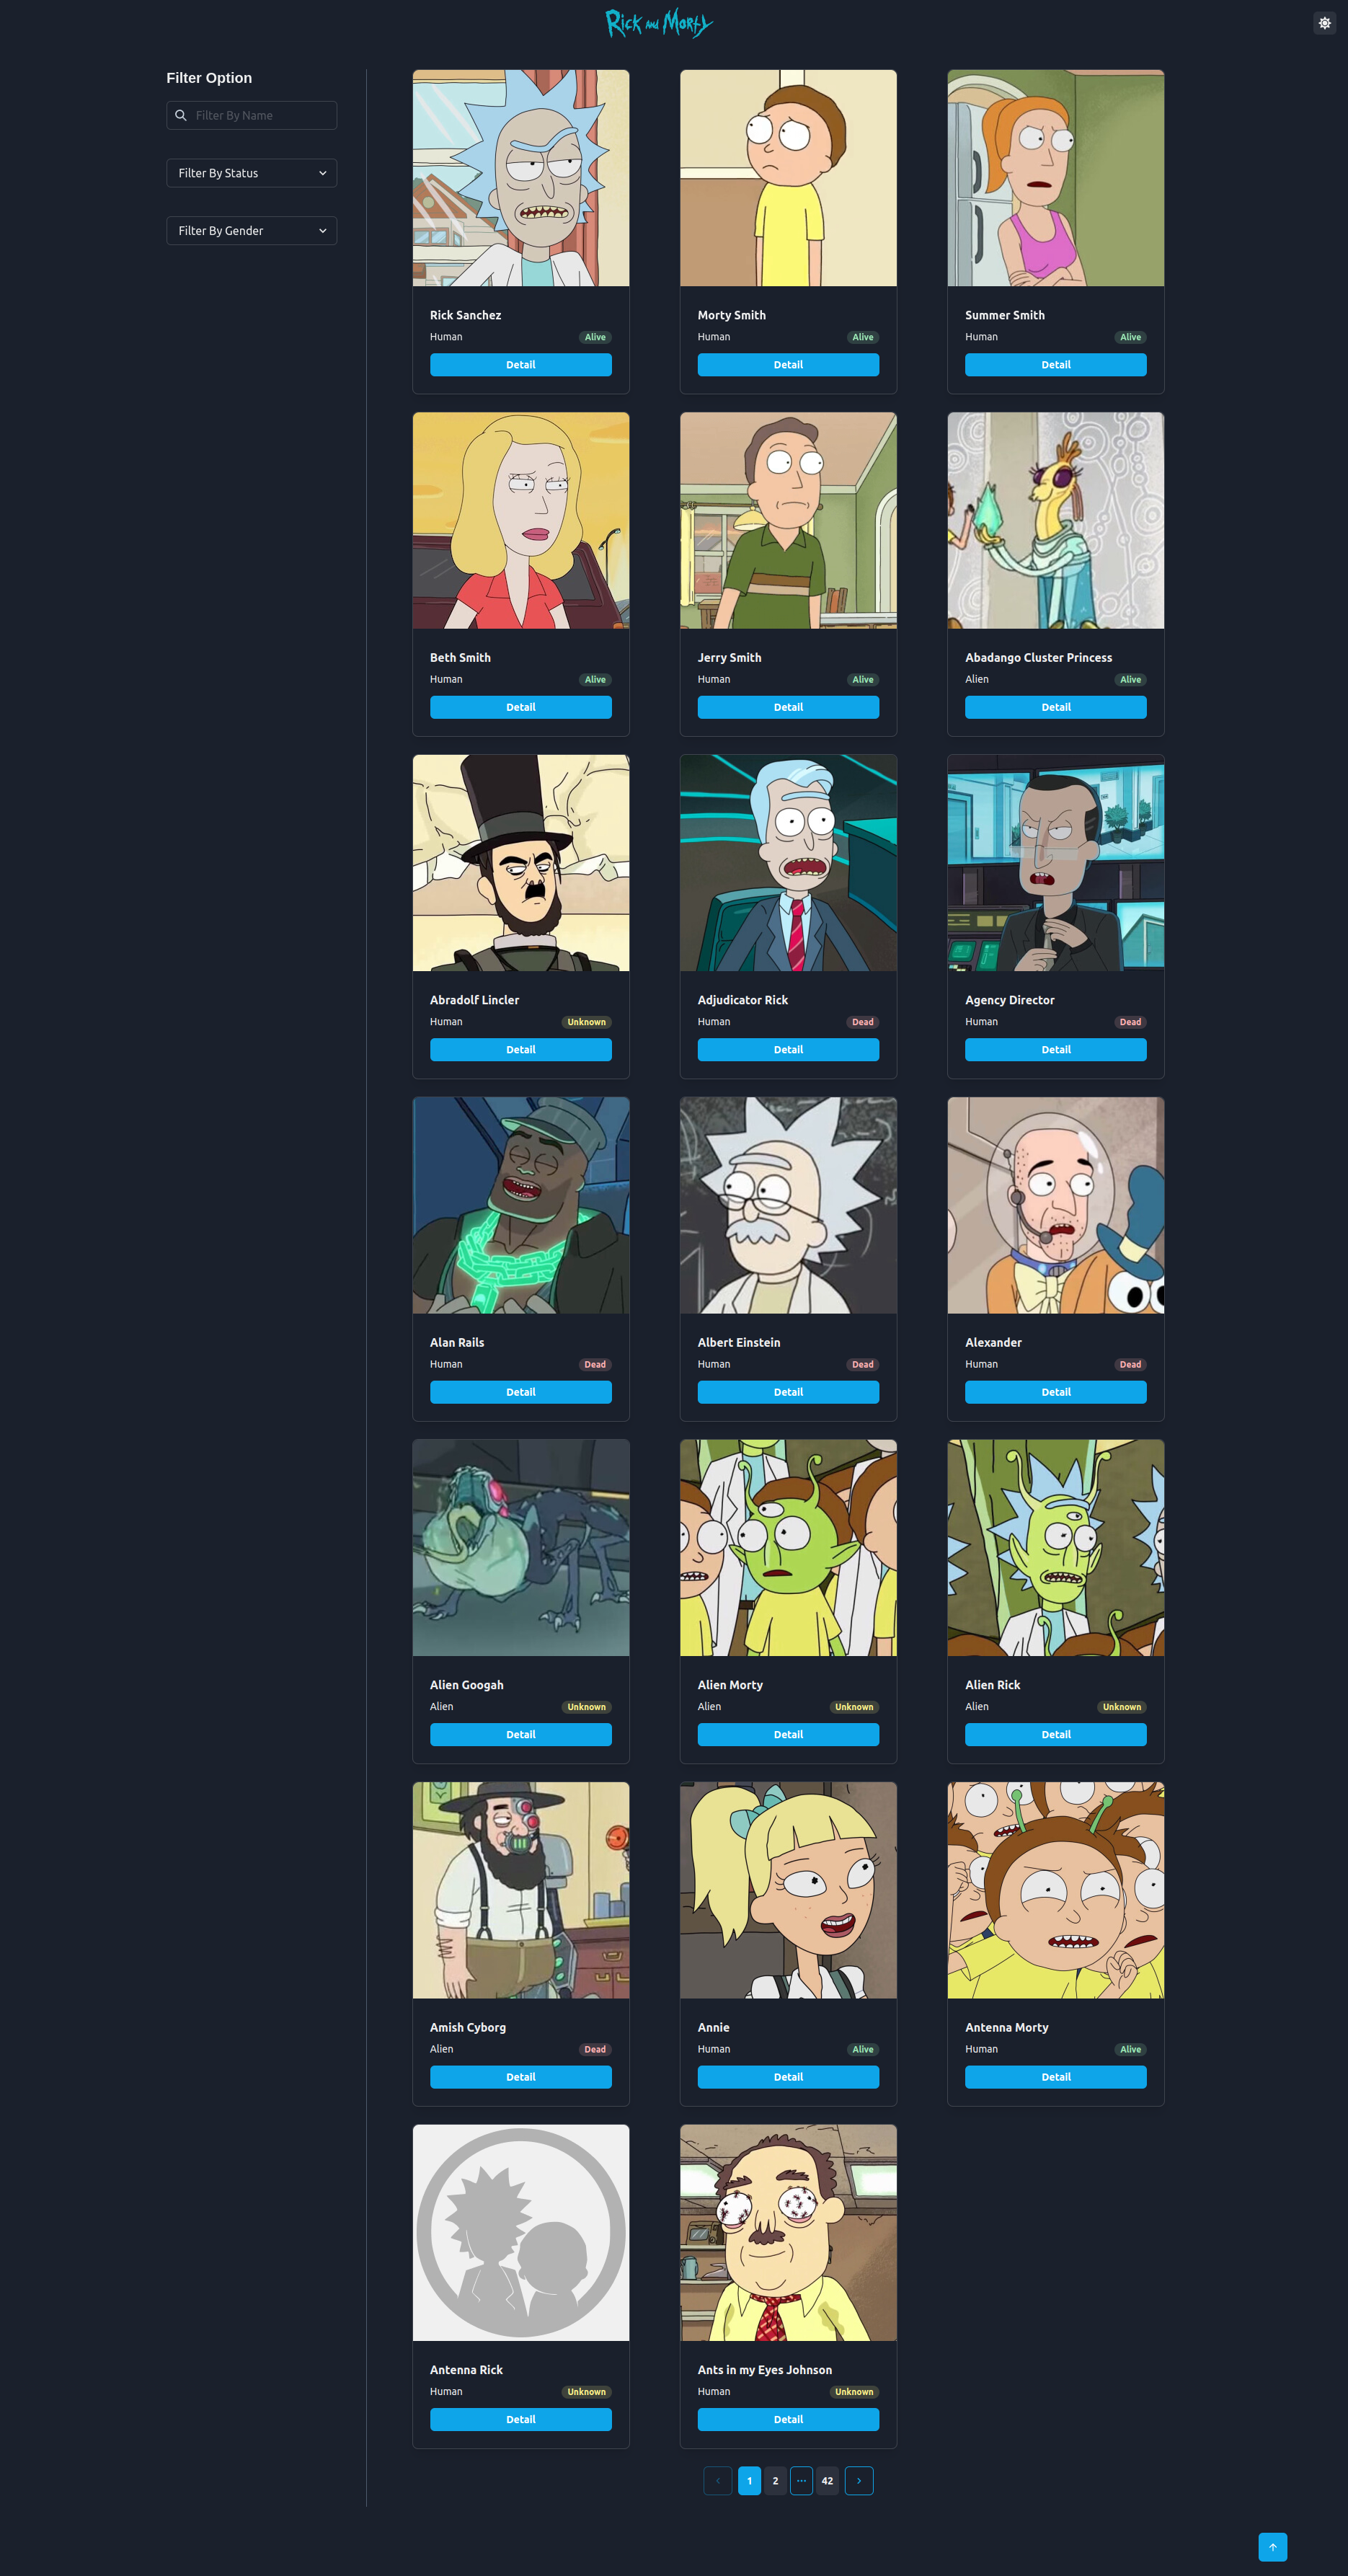 Rick and Morty
Filter Option
Filter By Name
Filter By Status
Filter By Gender
Rick Sanchez
Human Alive
Detail
Morty Smith
Human Alive
Detail
Summer Smith
Human Alive
Detail
Beth Smith
Human Alive
Detail
Jerry Smith
Human Alive
Detail
Abadango Cluster Princess
Alien Alive
Detail
Abradolf Lincler
Human Unknown
Detail
Adjudicator Rick
Human Dead
Detail
Agency Director
Human Dead
Detail
Alan Rails
Human Dead
Detail
Albert Einstein
Human Dead
Detail
Alexander
Human Dead
Detail
Alien Googah
Alien Unknown
Detail
Alien Morty
Alien Unknown
Detail
Alien Rick
Alien Unknown
Detail
Amish Cyborg
Alien Dead
Detail
Annie
Human Alive
Detail
Antenna Morty
Human Alive
Detail
Antenna Rick
Human Unknown
Detail
Ants in my Eyes Johnson
Human Unknown
Detail
1 2 ... 42